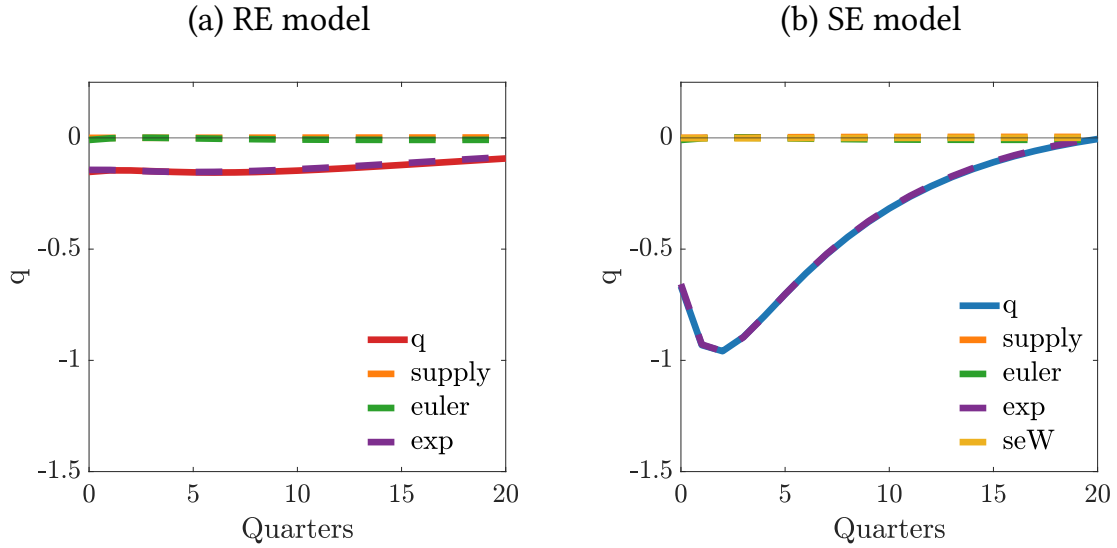 (a) RE model
0
-0.5
-1
-1.5
q
0
5
10
15
20
Quarters
q
supply
euler
exp
(b) SE model
0
-0.5
-1
-1.5
q
0
5
10
15
20
Quarters
q
supply
euler
exp
seW